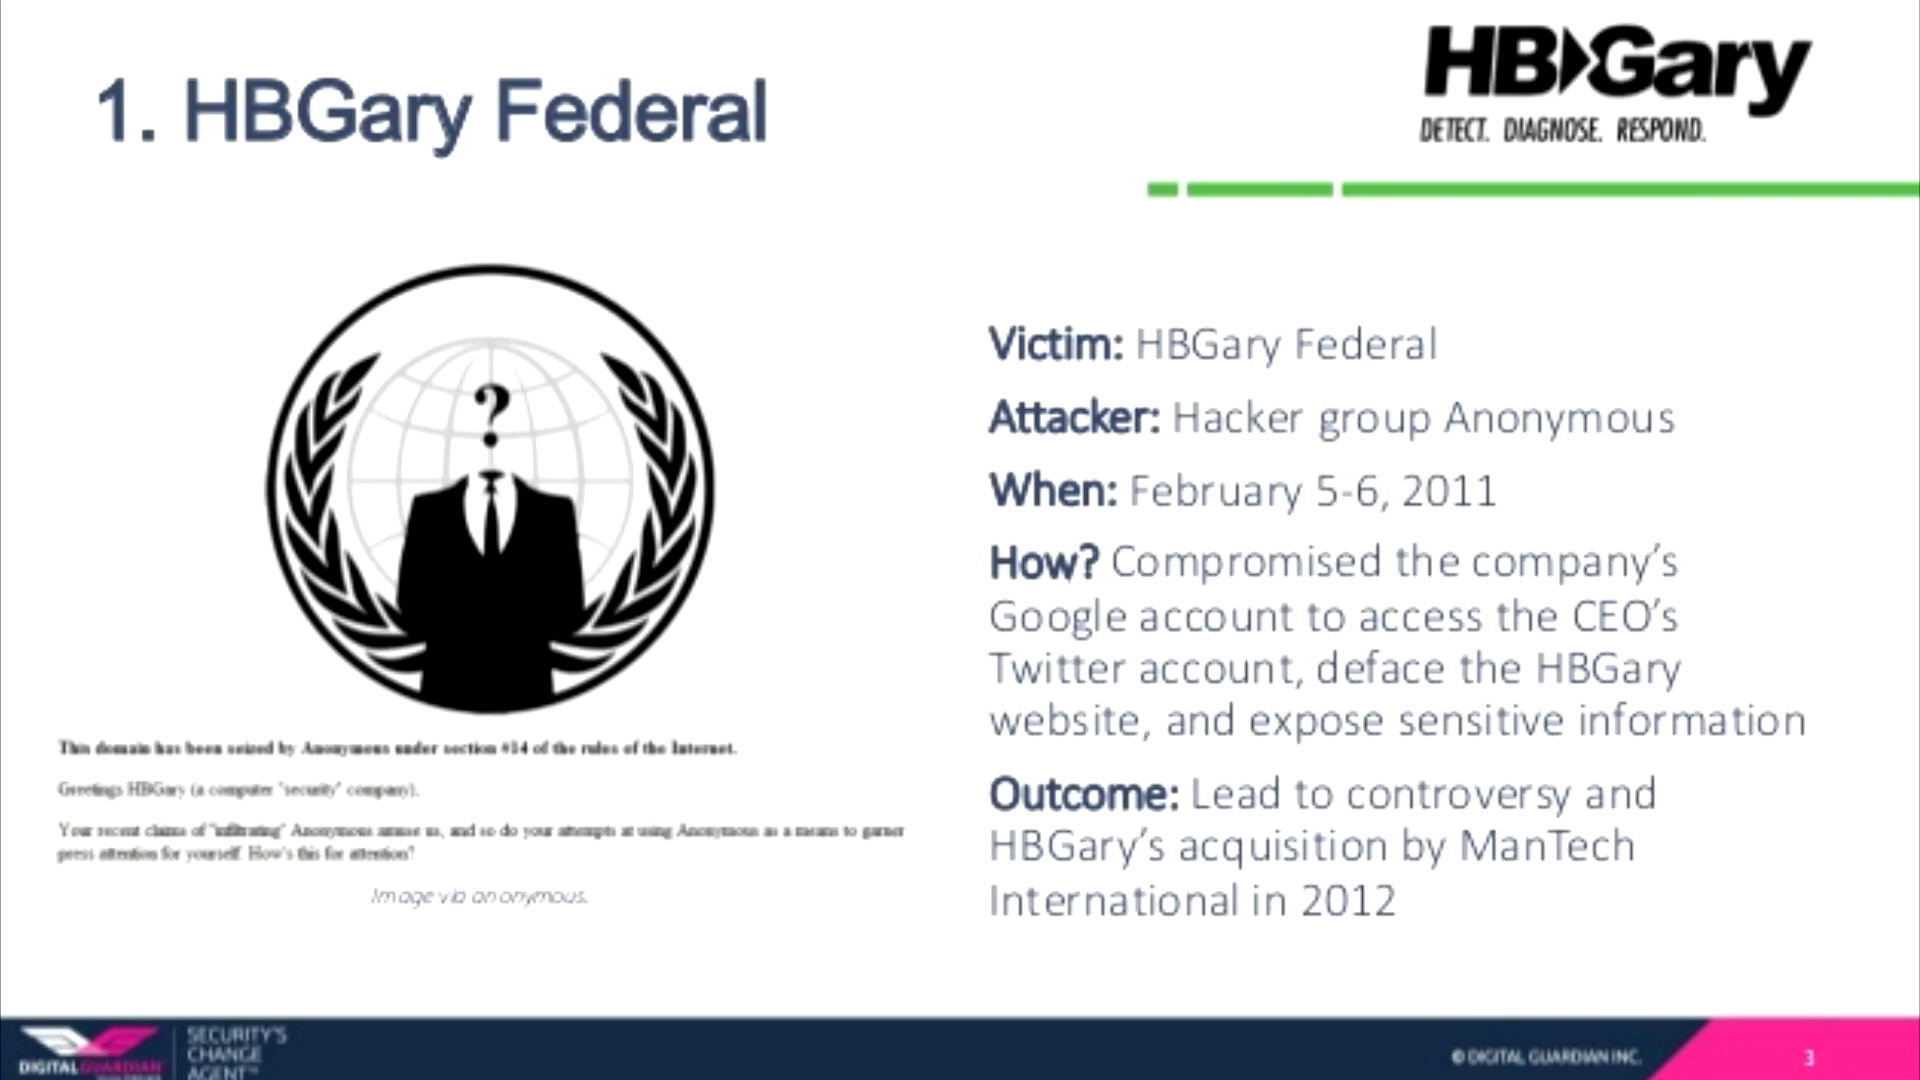 1. HBGary Federal
HBGary
DETECT. DIAGNOSE. RESPOND.
?
This domain has been seized by Anonymous under section #14 of the rules of the Internet.
Greetings HBGary (a computer "security" company),
Your recent claims of "infiltrating" Anonymous amuse us, and so do your attempts at using Anonymous as a means to garner
press attention for yourself. How's this for attention?
Image via anonymous.
Victim: HBGary Federal
Attacker: Hacker group Anonymous
When: February 5-6, 2011
How? Compromised the company’s
Google account to access the CEO’s
Twitter account, deface the HBGary
website, and expose sensitive information
Outcome: Lead to controversy and
HBGary’s acquisition by ManTech
International in 2012
DIGITAL GUARDIAN
SECURITY'S
CHANGE
AGENT™
© DIGITAL GUARDIAN INC.
3